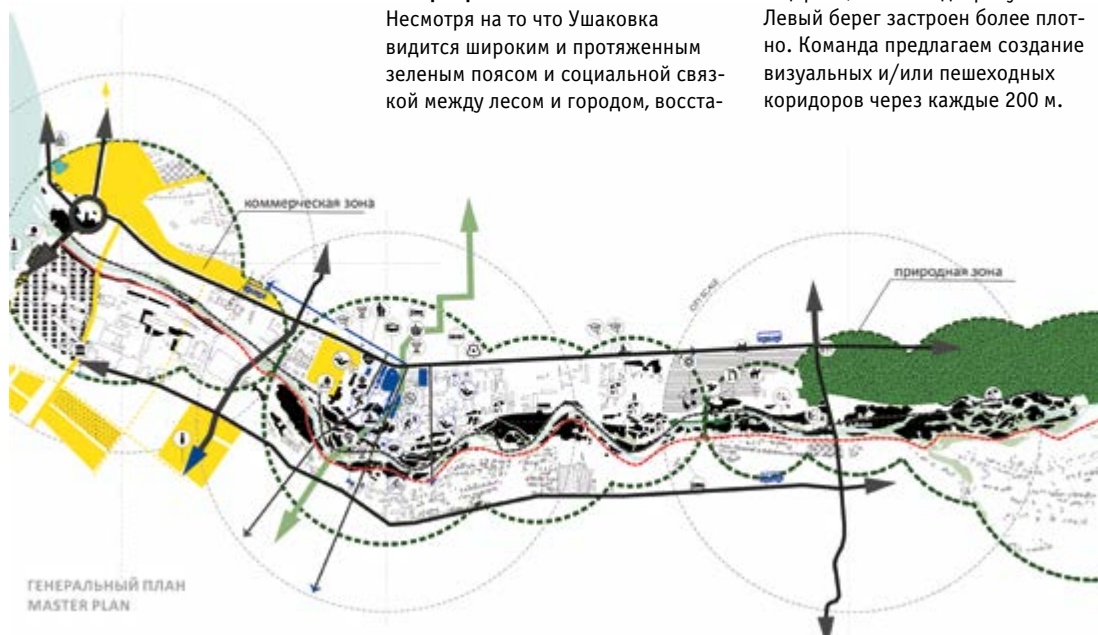 Несмотря на то что Ушаковка
видится широким и протяженным
зеленым поясом и социальной связ-
кой между лесом и городом, восста-
Левый берег застроен более плот-
но. Команда предлагаем создание
визуальных и/или пешеходных
коридоров через каждые 200 м.
коммерческая зона
природная зона
ГЕНЕРАЛЬНЫЙ ПЛАН
MASTER PLAN